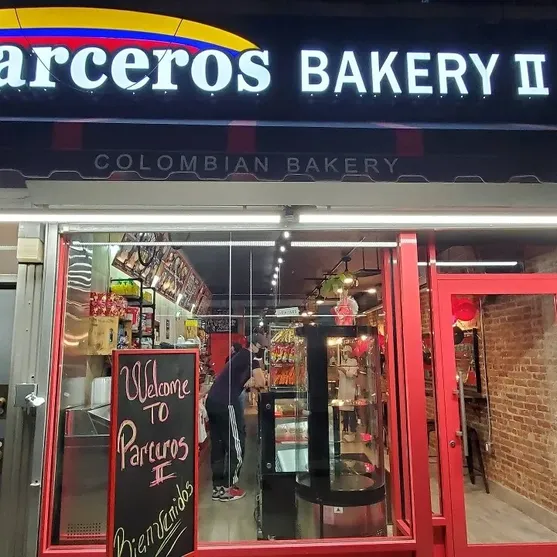 arceros BAKERY II
COLOMBIAN BAKERY
Welcome
TO
Parceros
II
Bienvenidos